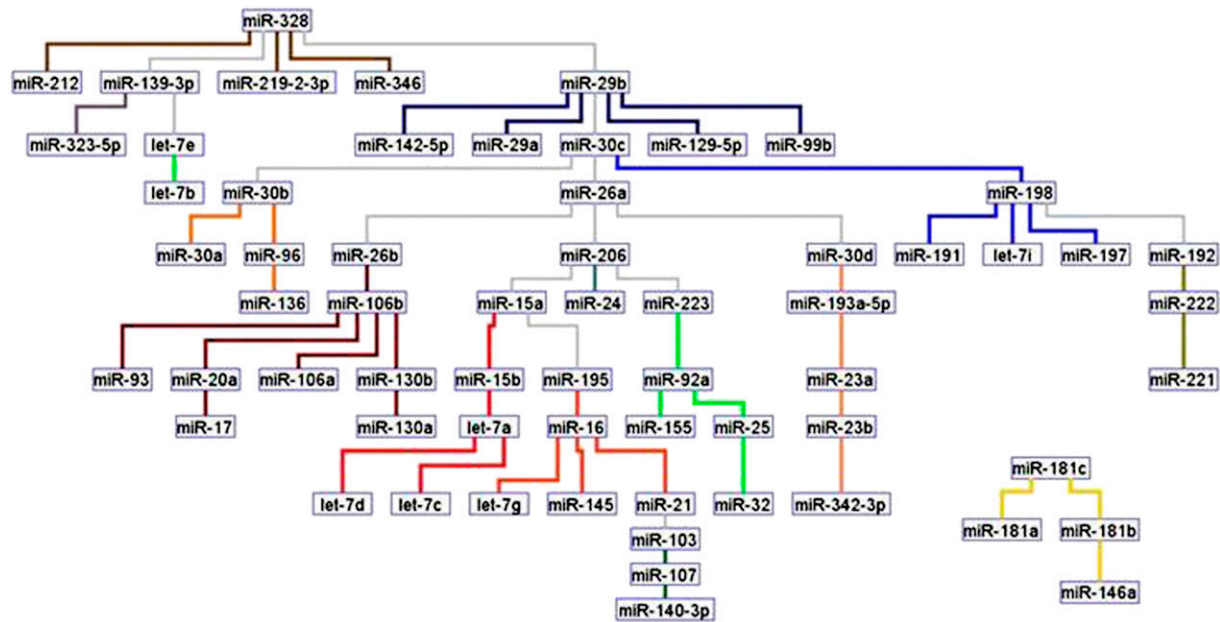 miR-328
miR-212 miR-139-3p miR-219-2-3p miR-346 miR-29b
miR-323-5p let-7e miR-142-5p miR-29a miR-30c miR-129-5p miR-99b
let-7b miR-30b miR-26a miR-198
miR-30a miR-96 miR-26b miR-206 miR-30d miR-191 let-7i miR-197 miR-192
miR-136 miR-106b miR-15a miR-24 miR-223 miR-193a-5p miR-222
miR-93 miR-20a miR-106a miR-130b miR-15b miR-195 miR-92a miR-23a miR-221
miR-17 miR-130a let-7a miR-16 miR-155 miR-25 miR-23b
miR-181c
let-7d let-7c let-7g miR-145 miR-21 miR-32 miR-342-3p
miR-181a miR-181b
miR-103
miR-107
miR-146a
miR-140-3p